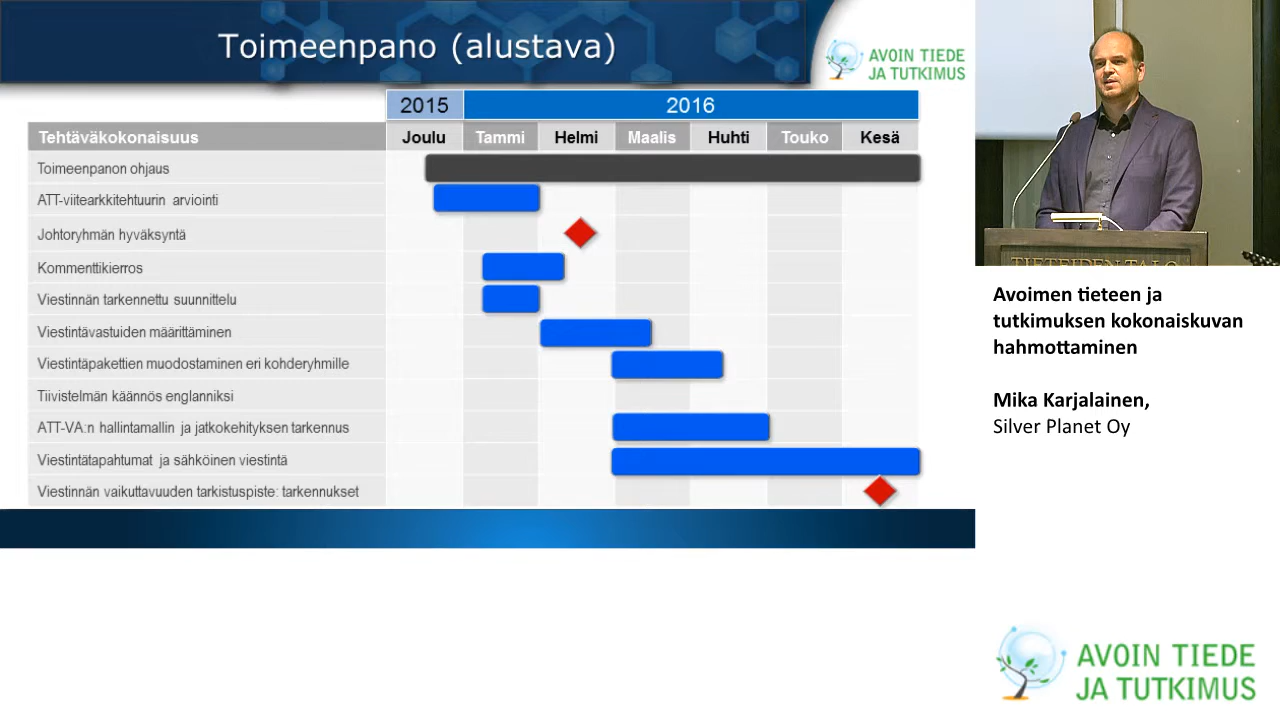 Toimeenpano (alustava)
AVOIN TIEDE
JA TUTKIMUS
2015 2016
Tehtäväkokonaisuus Joulu Tammi Helmi Maalis Huhti Touko Kesä
Toimeenpanon ohjaus
ATT-viitearkkitehtuurin arviointi
Johtoryhmän hyväksyntä
Kommenttikierros
Viestinnän tarkennettu suunnittelu
Viestintävastuiden määrittäminen
Viestintäpakettien muodostaminen eri kohderyhmille
Tiivistelmän käännös englanniksi
ATT-VA:n hallintamallin ja jatkokehityksen tarkennus
Viestintätapahtumat ja sähköinen viestintä
Viestinnän vaikuttavuuden tarkistuspiste: tarkennukset
TIETEIDEN TALO
Avoimen tieteen ja
tutkimuksen kokonaiskuvan
hahmottaminen
Mika Karjalainen,
Silver Planet Oy
AVOIN TIEDE
JA TUTKIMUS